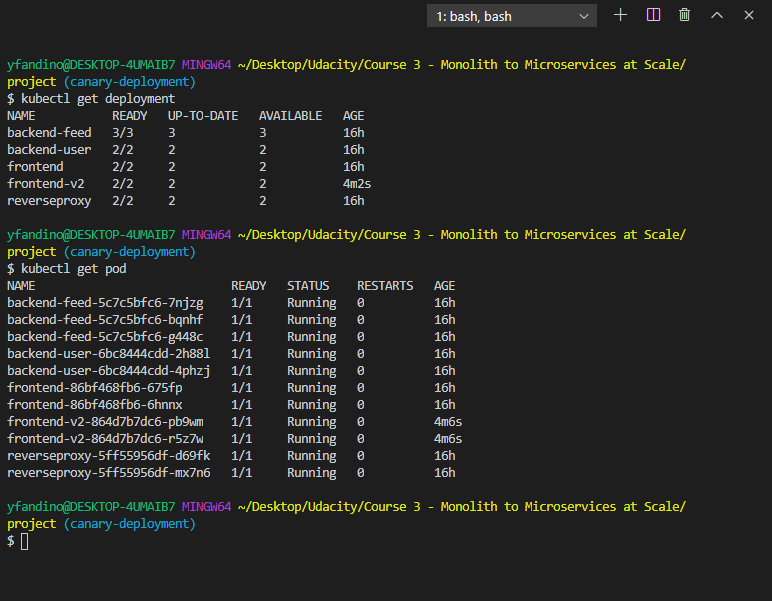 1: bash, bash
yfandino@DESKTOP-4UMAIB7 MINGW64 ~/Desktop/Udacity/Course 3 - Monolith to Microservices at Scale/
project (canary-deployment)
$ kubectl get deployment
NAME READY UP-TO-DATE AVAILABLE AGE
backend-feed 3/3 3 3 16h
backend-user 2/2 2 2 16h
frontend 2/2 2 2 16h
frontend-v2 2/2 2 2 4m2s
reverseproxy 2/2 2 2 16h
yfandino@DESKTOP-4UMAIB7 MINGW64 ~/Desktop/Udacity/Course 3 - Monolith to Microservices at Scale/
project (canary-deployment)
$ kubectl get pod
NAME READY STATUS RESTARTS AGE
backend-feed-5c7c5bfc6-7njzg 1/1 Running 0 16h
backend-feed-5c7c5bfc6-bqnhf 1/1 Running 0 16h
backend-feed-5c7c5bfc6-g448c 1/1 Running 0 16h
backend-user-6bc8444cdd-2h88l 1/1 Running 0 16h
backend-user-6bc8444cdd-4phzj 1/1 Running 0 16h
frontend-86bf468fb6-675fp 1/1 Running 0 16h
frontend-86bf468fb6-6hnnx 1/1 Running 0 16h
frontend-v2-864d7b7dc6-pb9wm 1/1 Running 0 4m6s
frontend-v2-864d7b7dc6-r5z7w 1/1 Running 0 4m6s
reverseproxy-5ff55956df-d69fk 1/1 Running 0 16h
reverseproxy-5ff55956df-mx7n6 1/1 Running 0 16h
yfandino@DESKTOP-4UMAIB7 MINGW64 ~/Desktop/Udacity/Course 3 - Monolith to Microservices at Scale/
project (canary-deployment)
$